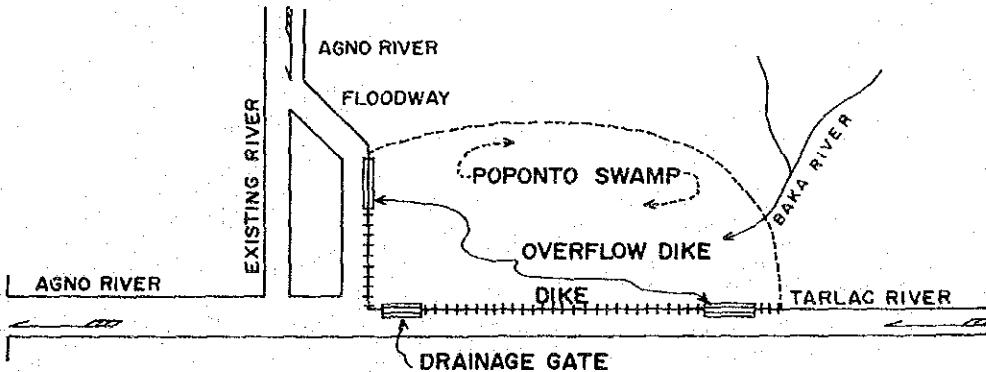 AGNO RIVER
FLOODWAY
EXISTING RIVER
POPONTO SWAMP
BAKA RIVER
OVERFLOW DIKE
AGNO RIVER
DIKE
TARLAC RIVER
DRAINAGE GATE